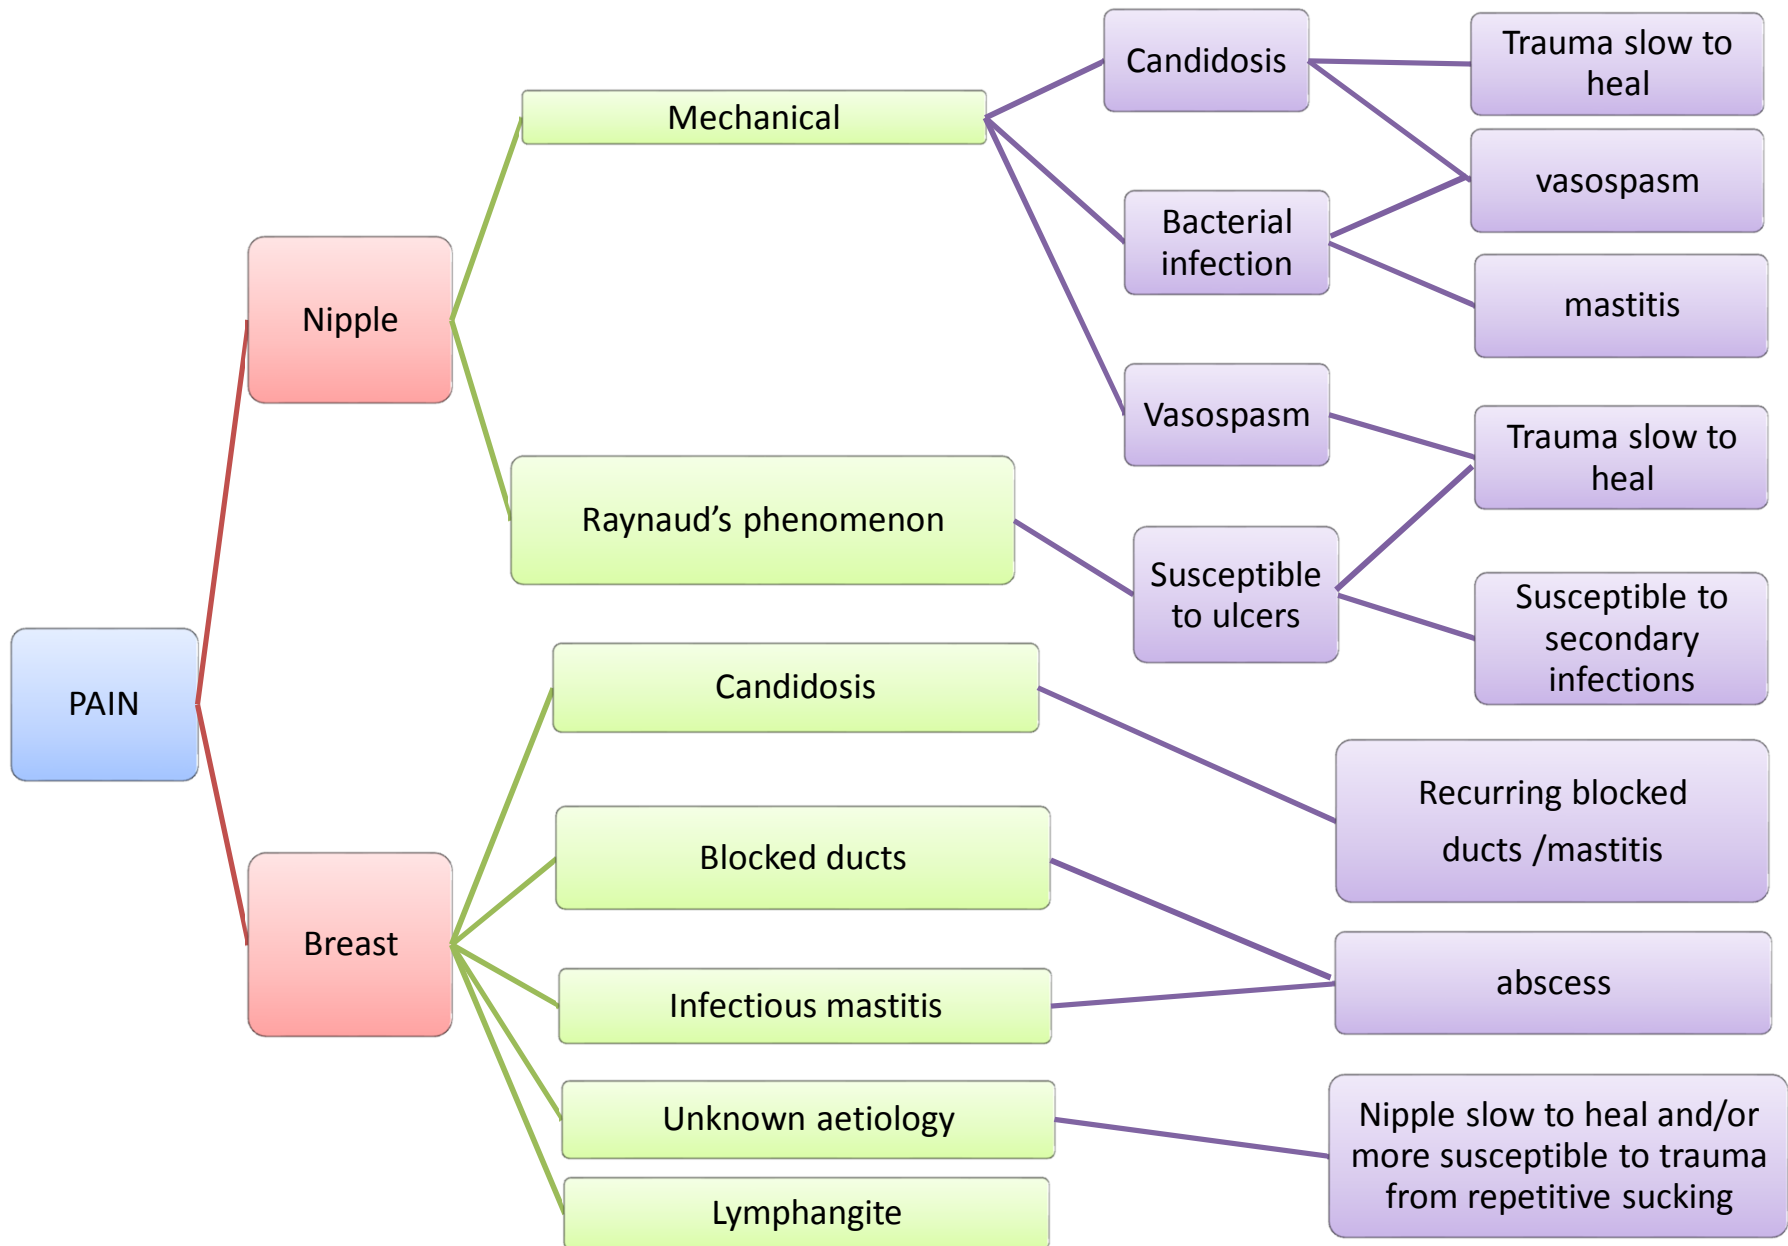 PAIN
Nipple
Breast
Mechanical
Raynaud’s phenomenon
Candidosis
Blocked ducts
Infectious mastitis
Unknown aetiology
Lymphangite
Candidosis
Bacterial
infection
Vasospasm
Susceptible
to ulcers
Trauma slow to
heal
vasospasm
mastitis
Trauma slow to
heal
Susceptible to
secondary
infections
Recurring blocked
ducts /mastitis
abscess
Nipple slow to heal and/or
more susceptible to trauma
from repetitive sucking